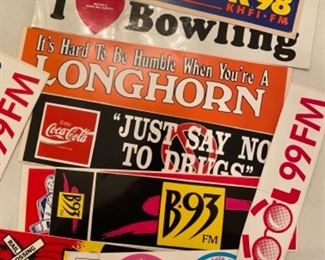 I
Bowling
K 98
KHFI-FM
It's Hard To Be Humble When You're A
LONGHORN
Enjoy
Coca-Cola
"JUST SAY NO
TO DRUGS"
B93
FM
99FM
99FM
CROSSING